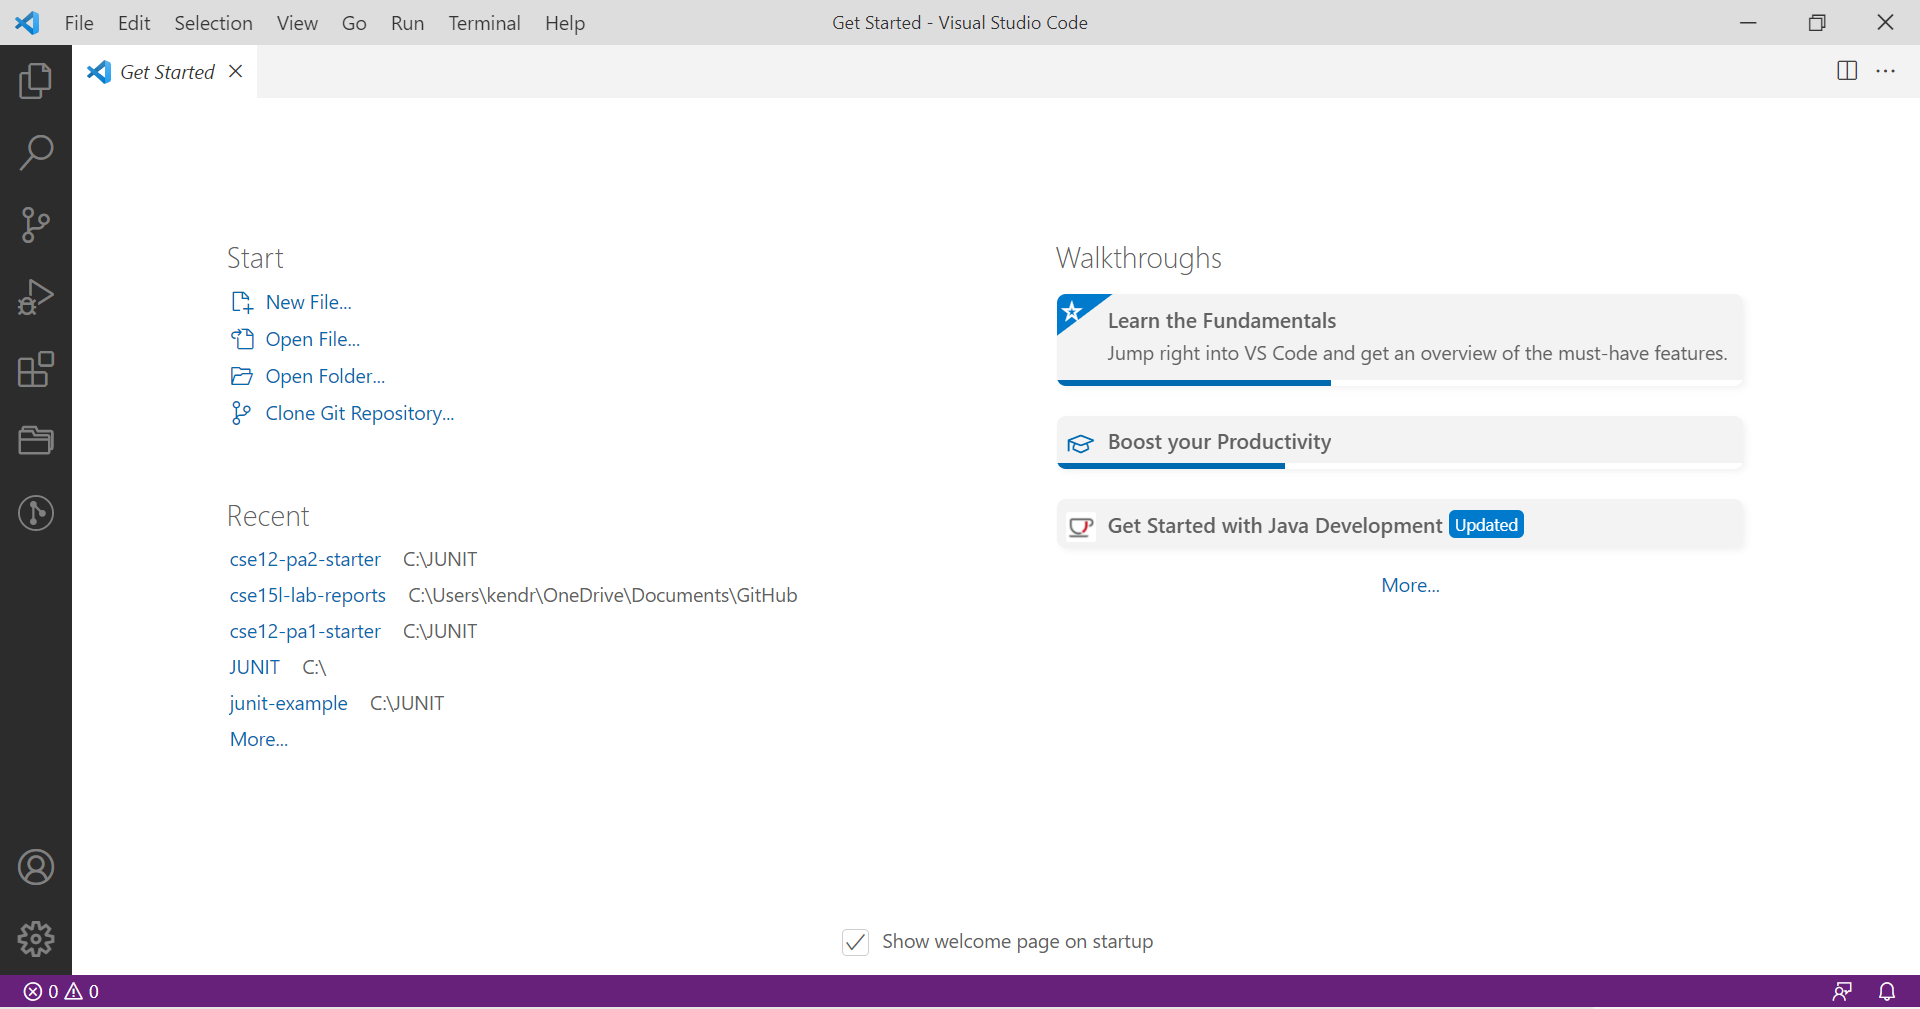 File Edit Selection View Go Run Terminal Help
Get Started - Visual Studio Code
Get Started
Start
New File...
Open File...
Open Folder...
Clone Git Repository...
Recent
cse12-pa2-starter C:\JUNIT
cse15l-lab-reports C:\Users\kendr\OneDrive\Documents\GitHub
cse12-pa1-starter C:\JUNIT
JUNIT C:\
junit-example C:\JUNIT
More...
Walkthroughs
Learn the Fundamentals
Jump right into VS Code and get an overview of the must-have features.
Boost your Productivity
Get Started with Java Development Updated
More...
Show welcome page on startup
0 0